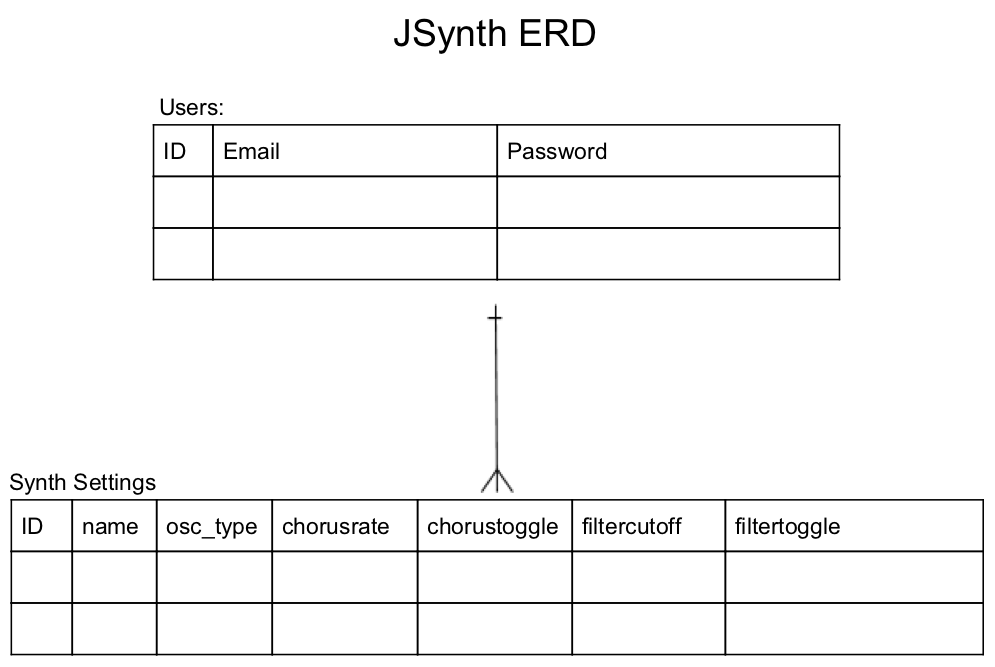 JSynth ERD
Users:
ID Email Password
Synth Settings
ID name osc_type chorusrate chorustoggle filtercutoff filtertoggle